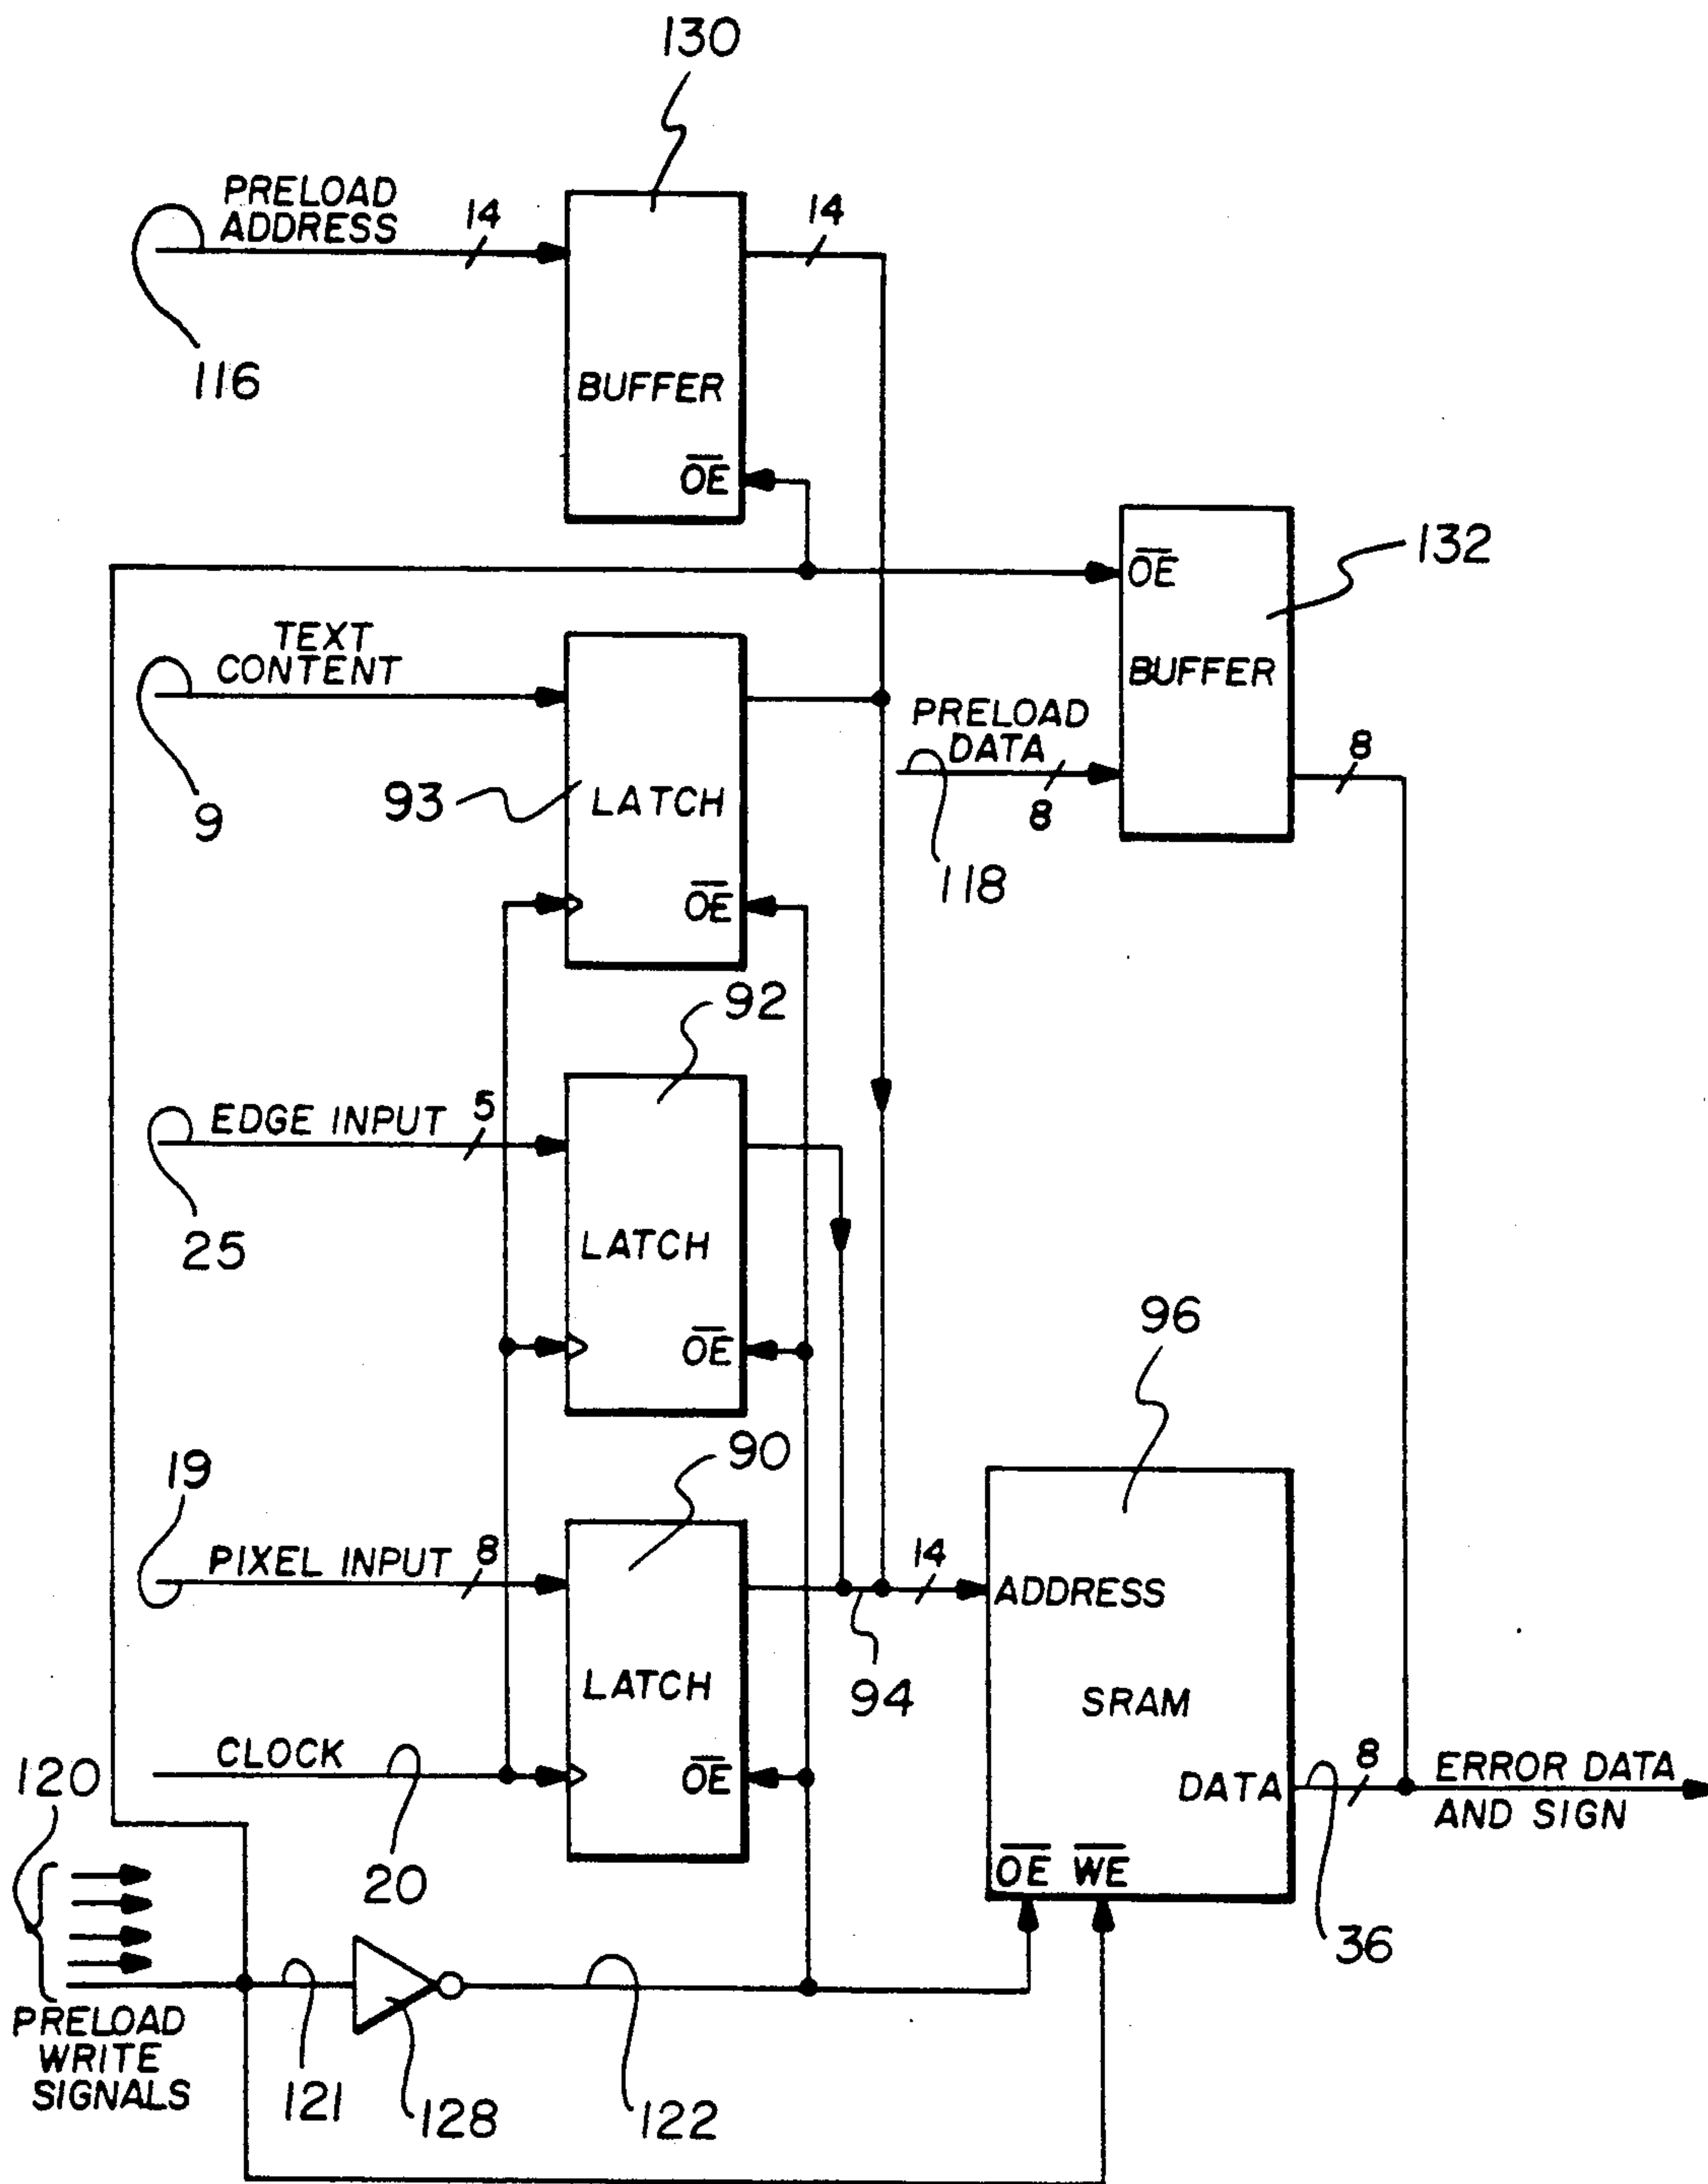 130
PRELOAD
ADDRESS
14
14
116
BUFFER
OE
132
OE
TEXT
CONTENT
BUFFER
PRELOAD
DATA
8
8
9
93
LATCH
118
OE
92
EDGE INPUT
5
25
LATCH
OE
96
90
19
PIXEL INPUT
8
14
ADDRESS
LATCH
94
SRAM
CLOCK
OE
8
ERROR DATA
AND SIGN
DATA
120
20
OE WE
36
PRELOAD
WRITE
SIGNALS
121
128
122